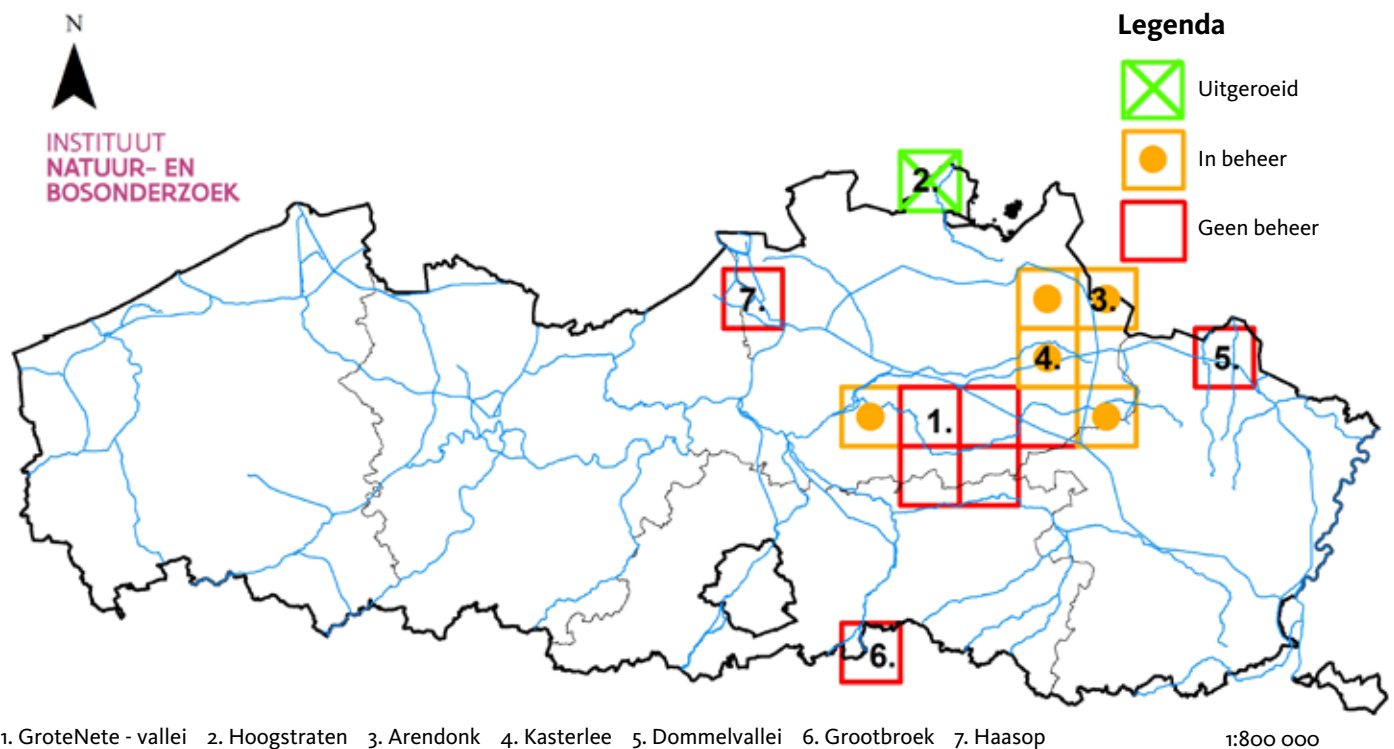 N
INSTITUUT
NATUUR- EN
BOSONDERZOEK
Legenda
Uitgeroeid
In beheer
Geen beheer
2.
7.
3.
4.
5.
1.
6.
1. GroteNete - vallei 2. Hoogstraten 3. Arendonk 4. Kasterlee 5. Dommelvallei 6. Grootbroek 7. Haasop
1:800 000